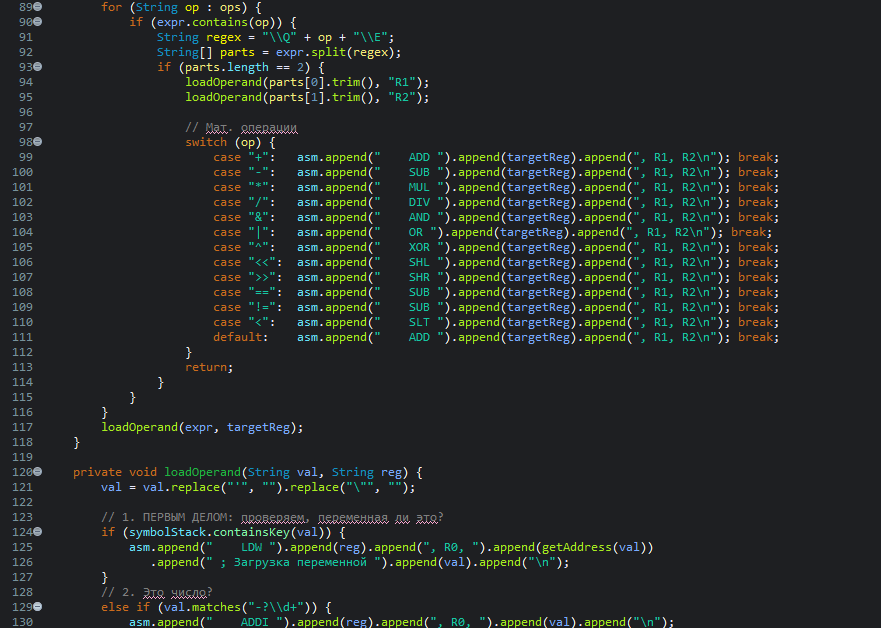 89 for (String op : ops) {
90 if (expr.contains(op)) {
91 String regex = "\\Q" + op + "\\E";
92 String[] parts = expr.split(regex);
93 if (parts.length == 2) {
94 loadOperand(parts[0].trim(), "R1");
95 loadOperand(parts[1].trim(), "R2");
96
97 // Мат. операции
98 switch (op) {
99 case "+": asm.append("    ADD ").append(targetReg).append(", R1, R2\n"); break;
100 case "-": asm.append("    SUB ").append(targetReg).append(", R1, R2\n"); break;
101 case "*": asm.append("    MUL ").append(targetReg).append(", R1, R2\n"); break;
102 case "/": asm.append("    DIV ").append(targetReg).append(", R1, R2\n"); break;
103 case "&": asm.append("    AND ").append(targetReg).append(", R1, R2\n"); break;
104 case "|": asm.append("    OR ").append(targetReg).append(", R1, R2\n"); break;
105 case "^": asm.append("    XOR ").append(targetReg).append(", R1, R2\n"); break;
106 case "<<": asm.append("    SHL ").append(targetReg).append(", R1, R2\n"); break;
107 case ">>": asm.append("    SHR ").append(targetReg).append(", R1, R2\n"); break;
108 case "==": asm.append("    SUB ").append(targetReg).append(", R1, R2\n"); break;
109 case "!=": asm.append("    SUB ").append(targetReg).append(", R1, R2\n"); break;
110 case "<": asm.append("    SLT ").append(targetReg).append(", R1, R2\n"); break;
111 default: asm.append("    ADD ").append(targetReg).append(", R1, R2\n"); break;
112 }
113 return;
114 }
115 }
116 }
117 loadOperand(expr, targetReg);
118 }
119
120 private void loadOperand(String val, String reg) {
121 val = val.replace("'", "").replace("\"", "");
122
123 // 1. ПЕРВЫМ ДЕЛОМ: проверяем, переменная ли это?
124 if (symbolStack.containsKey(val)) {
125 asm.append("    LDW ").append(reg).append(", R0, ").append(getAddress(val))
126 .append(" ; Загрузка переменной ").append(val).append("\n");
127 }
128 // 2. Это число?
129 else if (val.matches("-?\\d+")) {
130 asm.append("    ADDI ").append(reg).append(", R0, ").append(val).append("\n");